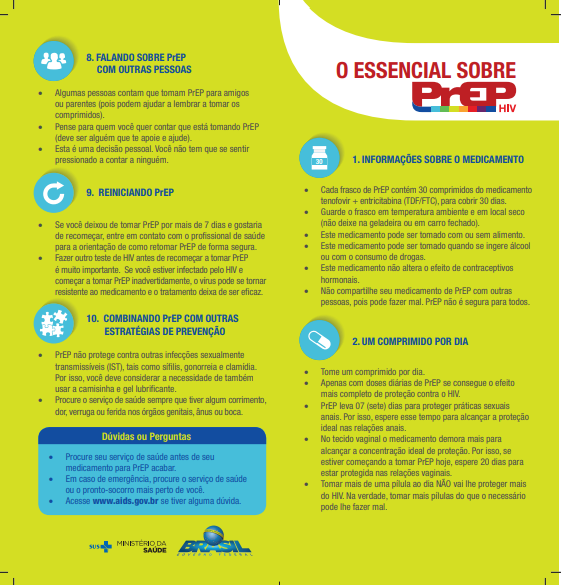 8. FALANDO SOBRE PrEP
COM OUTRAS PESSOAS
• Algumas pessoas contam que tomam PrEP para amigos
ou parentes (pois podem ajudar a lembrar a tomar os
comprimidos).
• Pense para quem você quer contar que está tomando PrEP
(deve ser alguém que te apoie e ajude).
• Esta é uma decisão pessoal. Você não tem que se sentir
pressionado a contar a ninguém.
9. REINICIANDO PrEP
• Se você deixou de tomar PrEP por mais de 7 dias e gostaria
de recomeçar, entre em contato com o profissional de saúde
para a orientação de como retomar PrEP de forma segura.
• Fazer outro teste de HIV antes de recomeçar a tomar PrEP
é muito importante. Se você estiver infectado pelo HIV e
começar a tomar PrEP inadvertidamente, o vírus pode se tornar
resistente ao medicamento e o tratamento deixa de ser eficaz.
10. COMBINANDO PrEP COM OUTRAS
ESTRATÉGIAS DE PREVENÇÃO
• PrEP não protege contra outras infecções sexualmente
transmissíveis (IST), tais como sífilis, gonorreia e clamídia.
Por isso, você deve considerar a necessidade de também
usar a camisinha e gel lubrificante.
• Procure o serviço de saúde sempre que tiver algum corrimento,
dor, verruga ou ferida nos órgãos genitais, ânus ou boca.
Dúvidas ou Perguntas
• Procure seu serviço de saúde antes de seu
medicamento para PrEP acabar.
• Em caso de emergência, procure o serviço de saúde
ou o pronto-socorro mais perto de você.
• Acesse www.aids.gov.br se tiver alguma dúvida.
SUS
MINISTÉRIO DA
SAÚDE
BRASIL
GOVERNO FEDERAL
O ESSENCIAL SOBRE
PrEP
HIV
30
1. INFORMAÇÕES SOBRE O MEDICAMENTO
• Cada frasco de PrEP contém 30 comprimidos do medicamento
tenofovir + entricitabina (TDF/FTC), para cobrir 30 dias.
• Guarde o frasco em temperatura ambiente e em local seco
(não deixe na geladeira ou em carro fechado).
• Este medicamento pode ser tomado com ou sem alimento.
• Este medicamento pode ser tomado quando se ingere álcool
ou com o consumo de drogas.
• Este medicamento não altera o efeito de contraceptivos
hormonais.
• Não compartilhe seu medicamento de PrEP com outras
pessoas, pois pode fazer mal. PrEP não é segura para todos.
2. UM COMPRIMIDO POR DIA
• Tome um comprimido por dia.
• Apenas com doses diárias de PrEP se consegue o efeito
mais completo de proteção contra o HIV.
• PrEP leva 07 (sete) dias para proteger práticas sexuais
anais. Por isso, espere esse tempo para alcançar a proteção
ideal nas relações anais.
• No tecido vaginal o medicamento demora mais para
alcançar a concentração ideal de proteção. Por isso, se
estiver começando a tomar PrEP hoje, espere 20 dias para
estar protegida nas relações vaginais.
• Tomar mais de uma pílula ao dia NÃO vai lhe proteger mais
do HIV. Na verdade, tomar mais pílulas do que o necessário
pode lhe fazer mal.